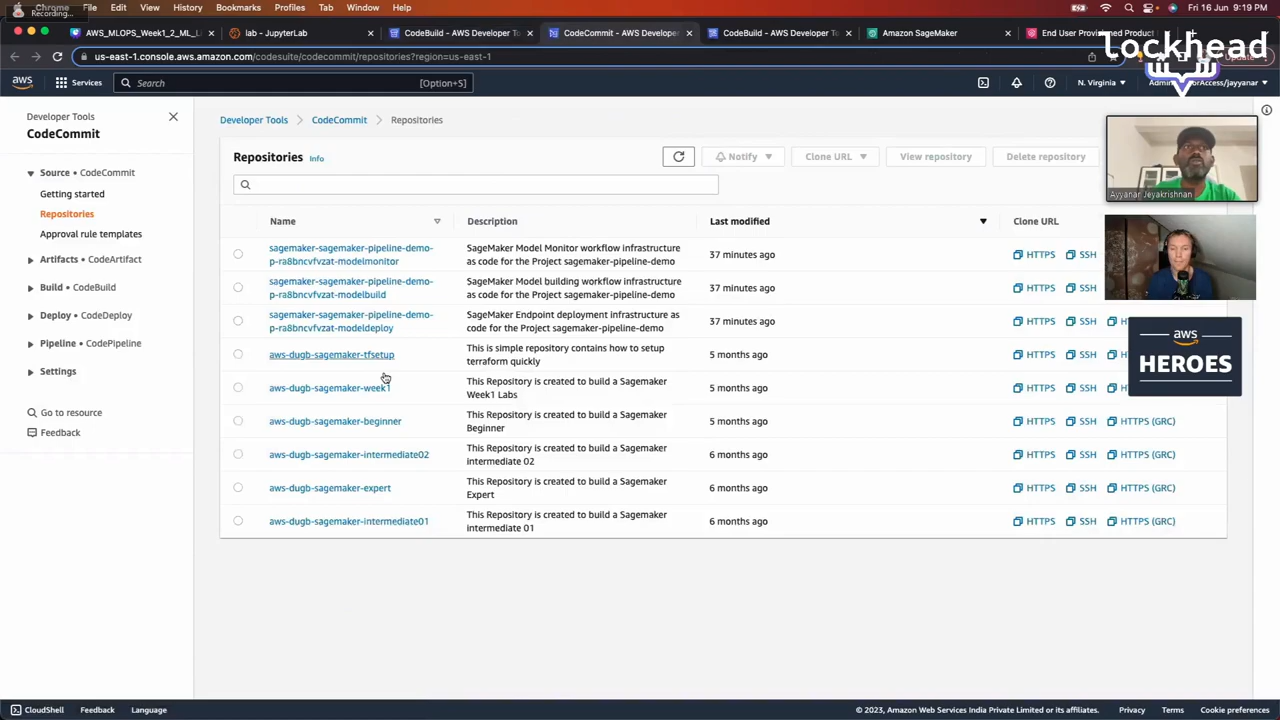 Chrome File Edit View History Bookmarks Profiles Tab Window Help Fri 16 Jun 9:19 PM
Recording...
AWS_MLOPS_Week1_2_ML_L lab - JupyterLab CodeBuild - AWS Developer T CodeCommit - AWS Developer CodeBuild - AWS Developer T Amazon SageMaker End User Provisioned Product
us-east-1.console.aws.amazon.com/codesuite/codecommit/repositories?region=us-east-1
lockhead
aws Services Search [Option+S] N. Virginia orAccess/jayyanar
Developer Tools
CodeCommit
Source • CodeCommit
Getting started
Repositories
Approval rule templates
Artifacts • CodeArtifact
Build • CodeBuild
Deploy • CodeDeploy
Pipeline • CodePipeline
Settings
Go to resource
Feedback
Developer Tools CodeCommit Repositories
Repositories Info Notify Clone URL View repository Delete repository
Name Description Last modified Clone URL
sagemaker-sagemaker-pipeline-demo- SageMaker Model Monitor workflow infrastructure
p-ra8bncvfvzat-modelmonitor as code for the Project sagemaker-pipeline-demo 37 minutes ago HTTPS SSH
sagemaker-sagemaker-pipeline-demo- SageMaker Model building workflow infrastructure
p-ra8bncvfvzat-modelbuild as code for the Project sagemaker-pipeline-demo 37 minutes ago HTTPS SSH
sagemaker-sagemaker-pipeline-demo- SageMaker Endpoint deployment infrastructure as
p-ra8bncvfvzat-modeldeploy code for the Project sagemaker-pipeline-demo 37 minutes ago HTTPS SSH
aws-dugb-sagemaker-tfsetup This is simple repository contains how to setup
terraform quickly 5 months ago HTTPS SSH
aws-dugb-sagemaker-week1 This Repository is created to build a Sagemaker
Week1 Labs 5 months ago HTTPS SSH
aws-dugb-sagemaker-beginner This Repository is created to build a Sagemaker
Beginner 5 months ago HTTPS SSH HTTPS (GRC)
aws-dugb-sagemaker-intermediate02 This Repository is created to build a Sagemaker
intermediate 02 6 months ago HTTPS SSH HTTPS (GRC)
aws-dugb-sagemaker-expert This Repository is created to build a Sagemaker
Expert 6 months ago HTTPS SSH HTTPS (GRC)
aws-dugb-sagemaker-intermediate01 This Repository is created to build a Sagemaker
intermediate 01 6 months ago HTTPS SSH HTTPS (GRC)
Ayyanar Jeyakrishnan
aws
HEROES
CloudShell Feedback Language © 2023, Amazon Web Services India Private Limited or its affiliates. Privacy Terms Cookie preferences